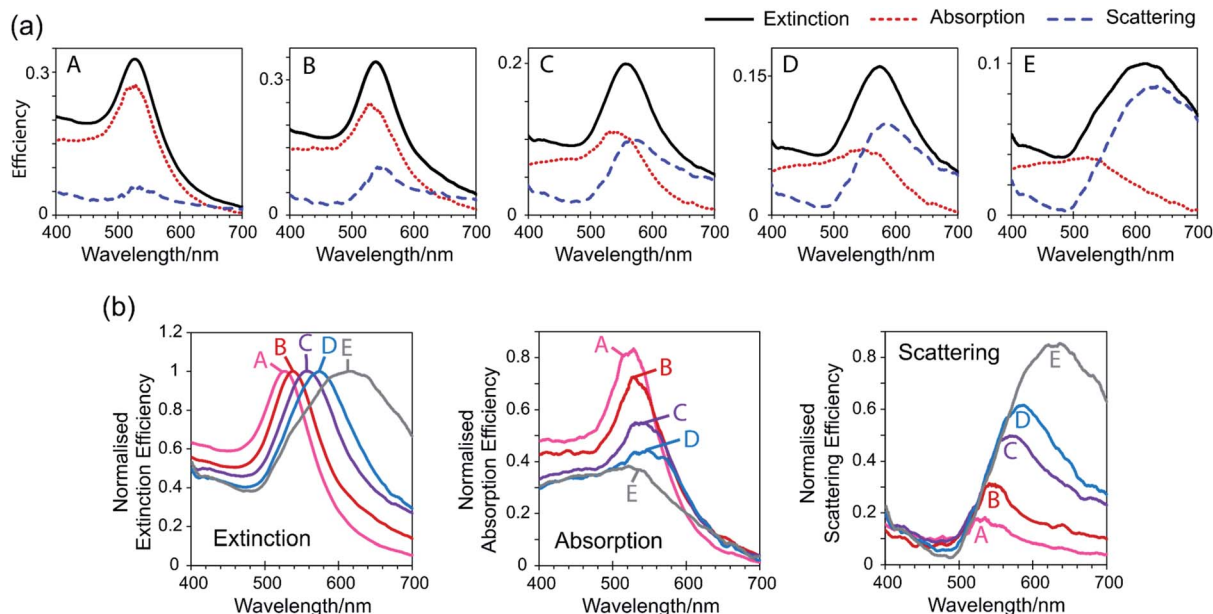 (a)
Extinction Absorption Scattering
A B C D E
Efficiency
0.3 0
0.3 0
0.2 0
0.15 0
0.1 0
400 500 600 700
400 500 600 700
400 500 600 700
400 500 600 700
400 500 600 700
Wavelength/nm Wavelength/nm Wavelength/nm Wavelength/nm Wavelength/nm
(b)
Normalised
Extinction Efficiency
1.2
1
0.8
0.6
0.4
0.2
0
A B C D E
Extinction
400 500 600 700
Wavelength/nm
Normalised
Absorption Efficiency
0.8
0.6
0.4
0.2
0
A
B
C
D
E
Absorption
400 500 600 700
Wavelength/nm
Normalised
Scattering Efficiency
0.8
0.6
0.4
0.2
0
Scattering
E
D
C
B
A
400 500 600 700
Wavelength/nm